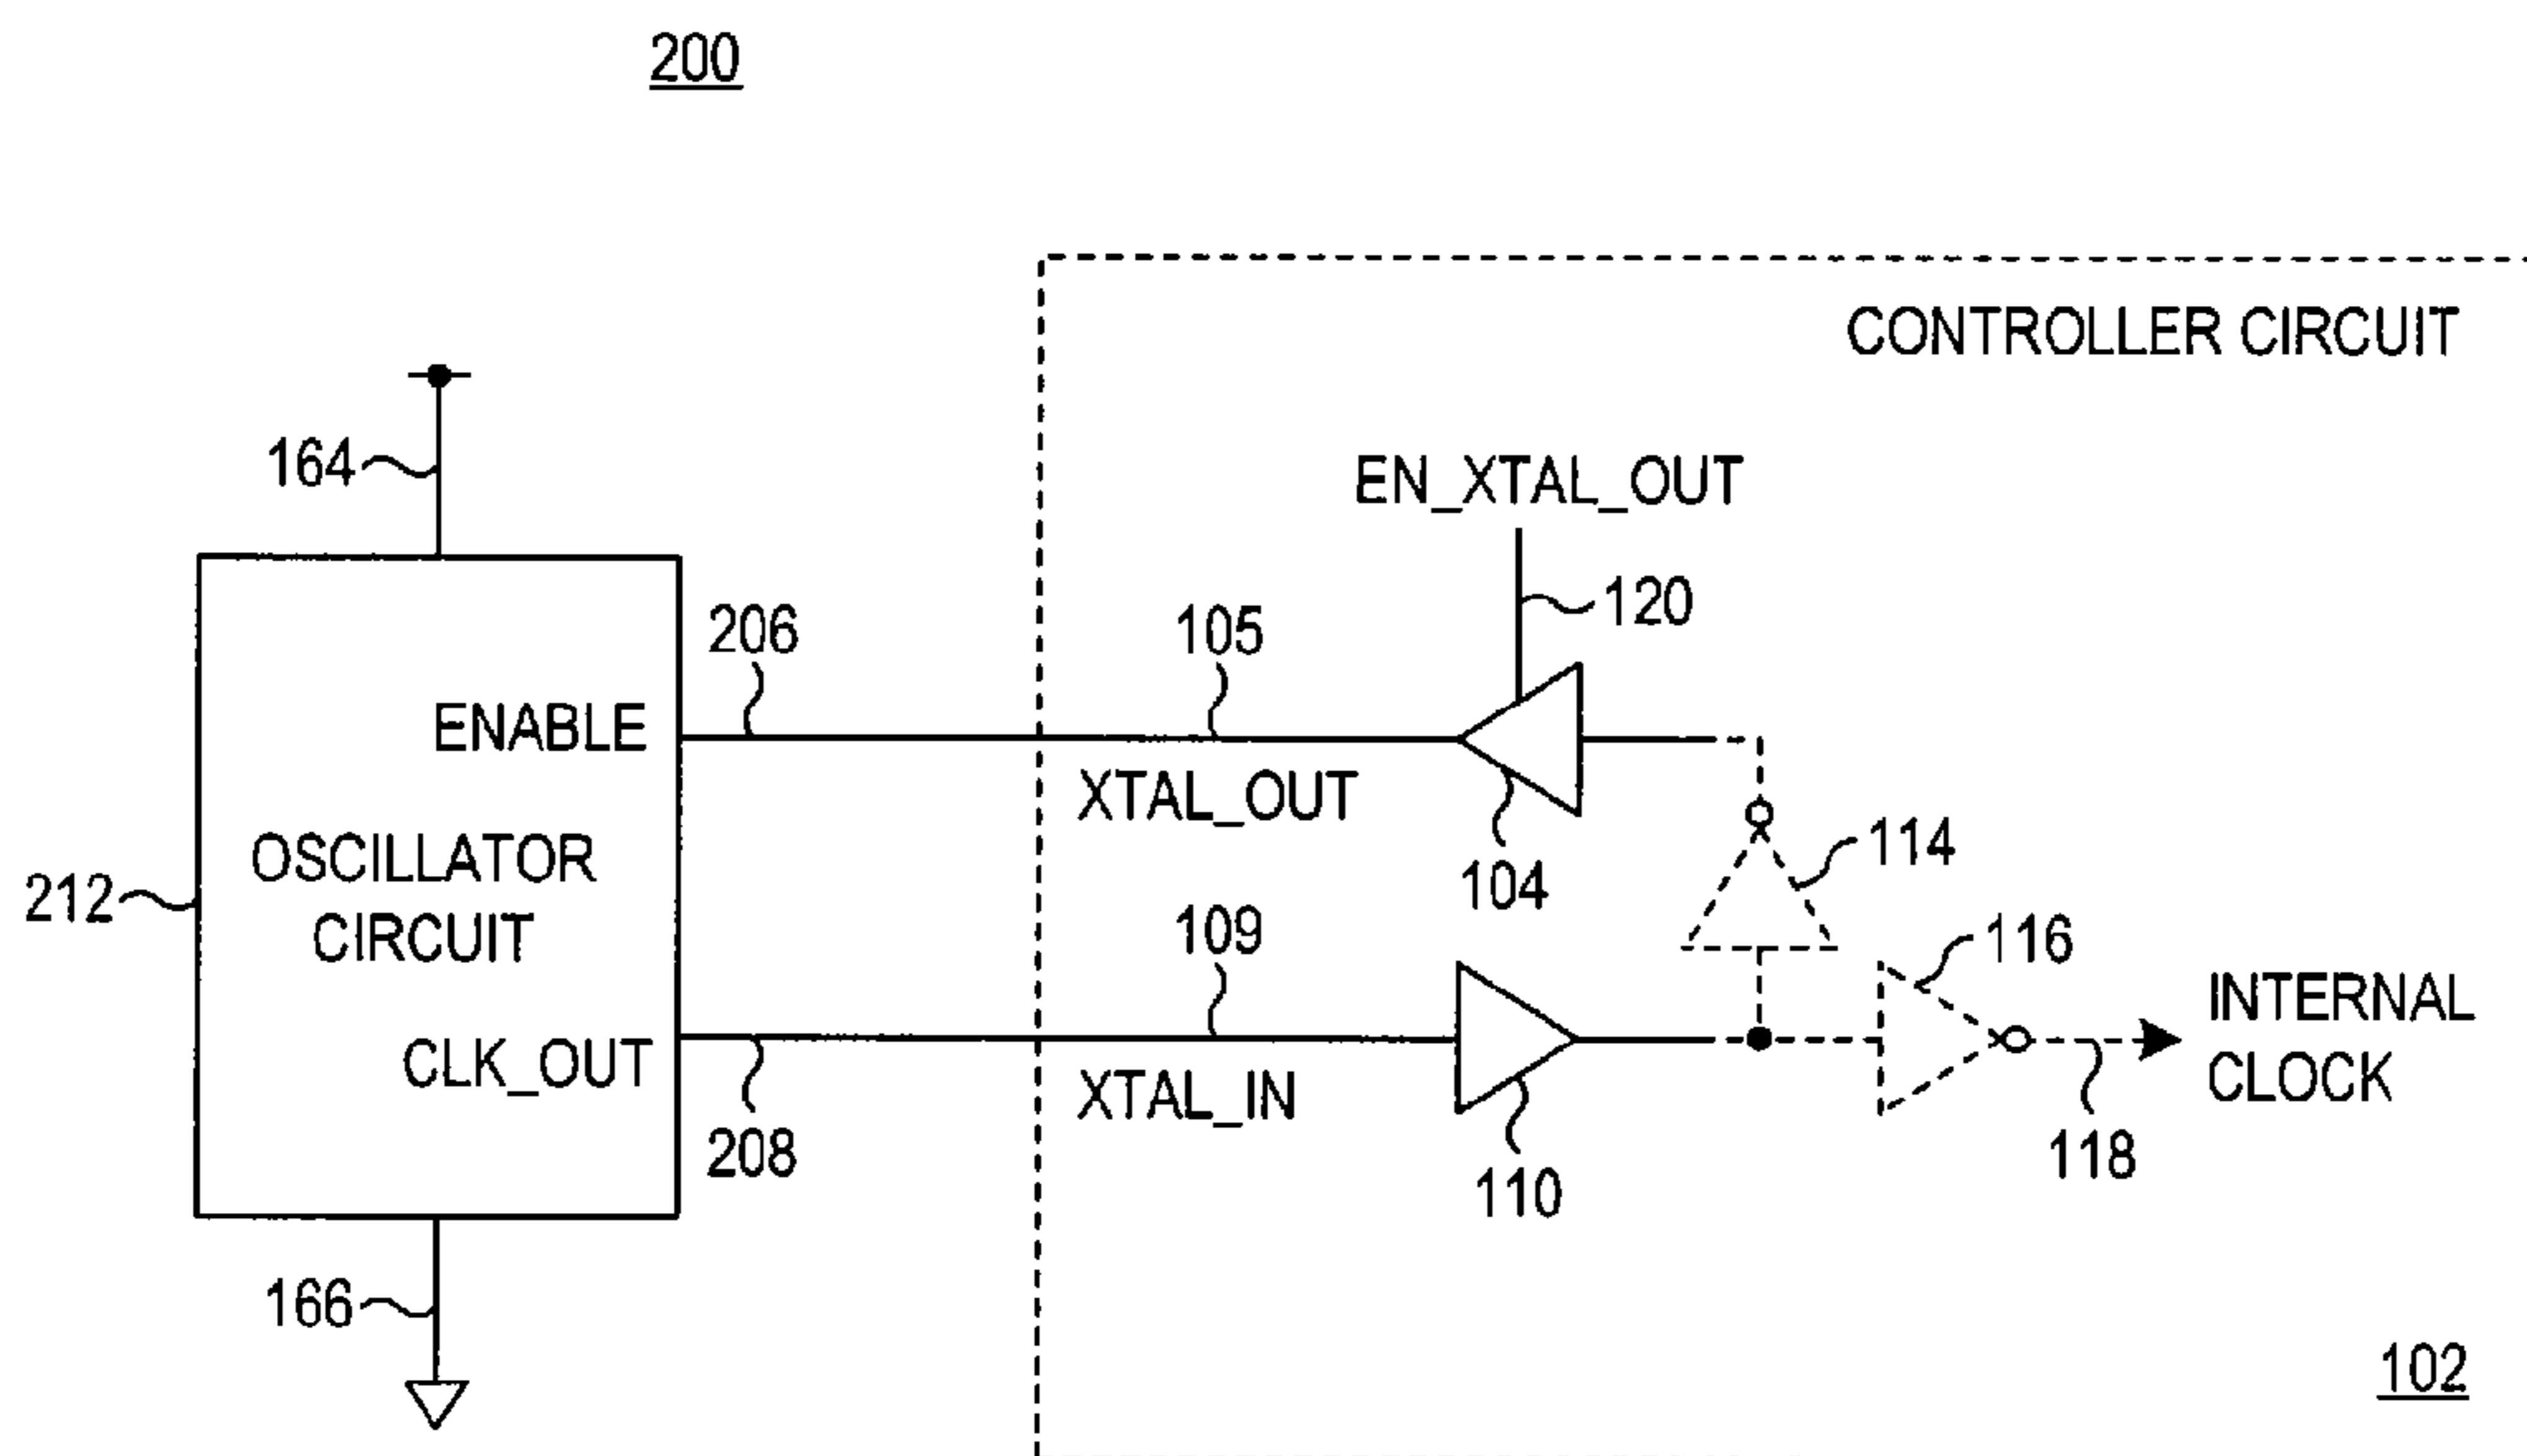 200
CONTROLLER CIRCUIT
164
EN_XTAL_OUT
120
206
105
ENABLE
XTAL_OUT
104
114
OSCILLATOR
CIRCUIT
212
109
116
INTERNAL
CLOCK
CLK_OUT
XTAL_IN
208
110
118
166
102